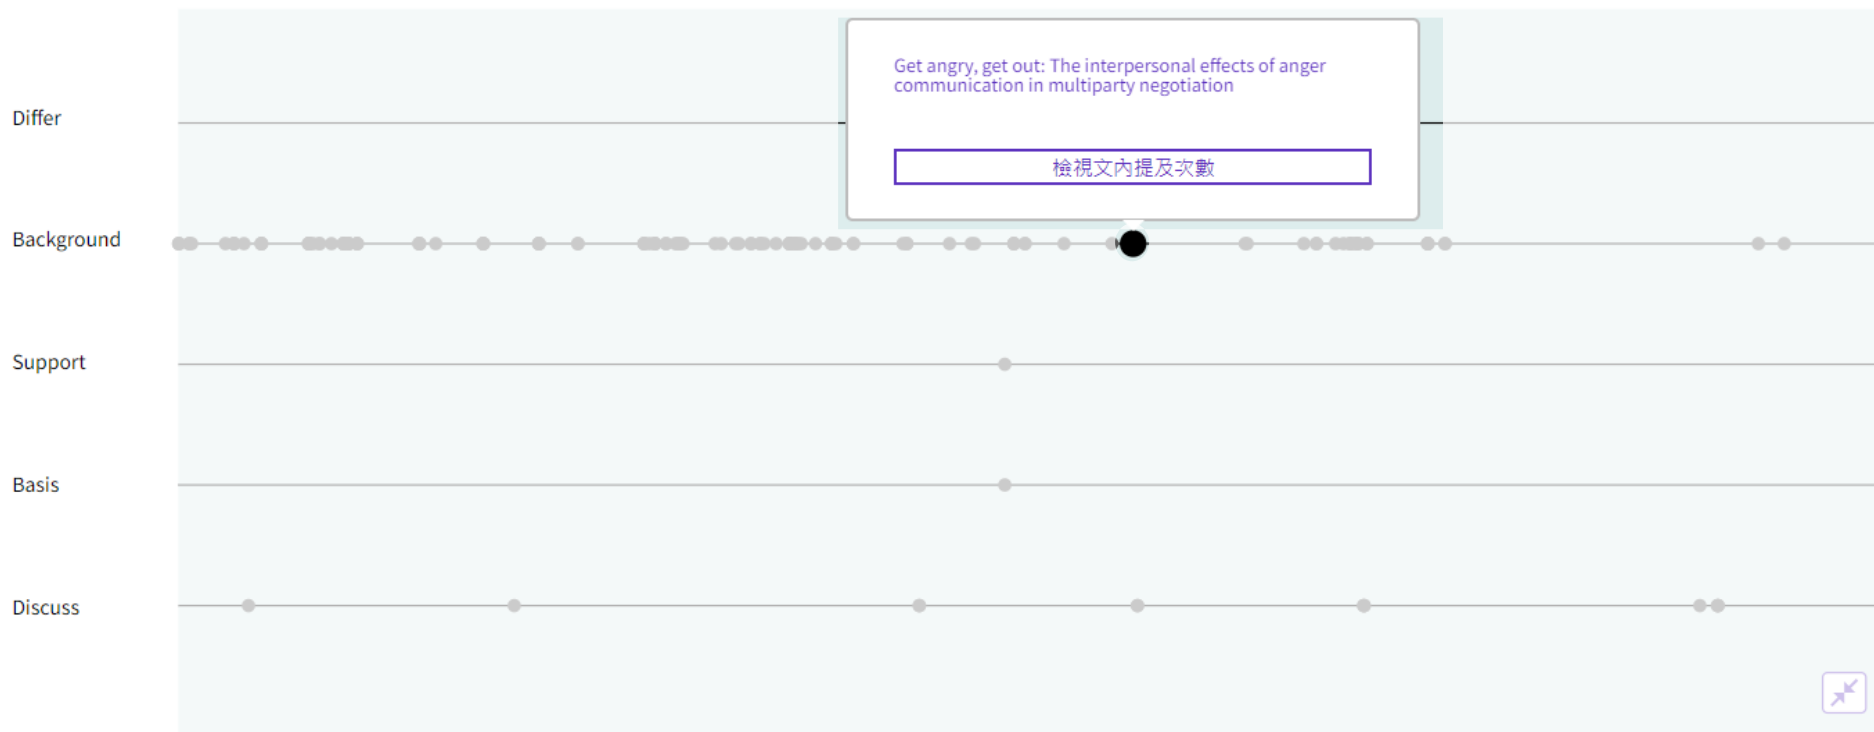 Get angry, get out: The interpersonal effects of anger
communication in multiparty negotiation
檢視文內提及次數
Differ
Background
Support
Basis
Discuss